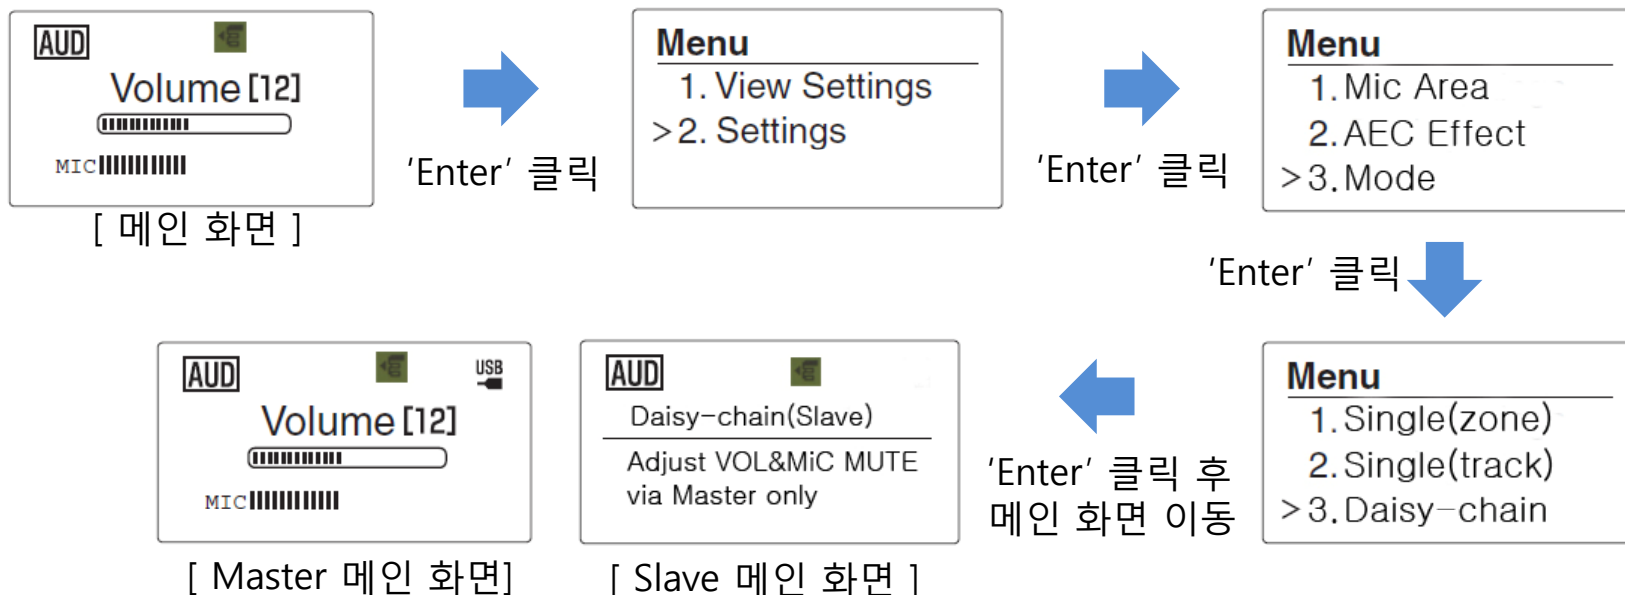 AUD
Volume [12]
MIC
[ 메인 화면 ]
'Enter' 클릭
Menu
1. View Settings
>2. Settings
'Enter' 클릭
Menu
1. Mic Area
2. AEC Effect
>3. Mode
'Enter' 클릭
Menu
1. Single(zone)
2. Single(track)
>3. Daisy-chain
'Enter' 클릭 후
메인 화면 이동
AUD
Daisy-chain(Slave)
Adjust VOL&MiC MUTE
via Master only
[ Slave 메인 화면 ]
AUD
USB
Volume [12]
MIC
[ Master 메인 화면]